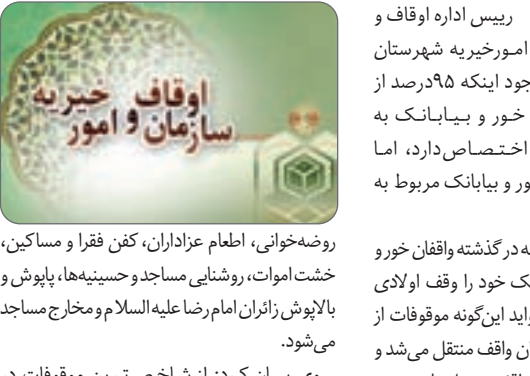 رییس اداره اوقاف و
امورخیریه شهرستان
جود اینکه ۹۵درصد از
خور و بیابانک به
اختصاص‌دارد، اما
ور و بیابانک مربوط به
ه در گذشته واقفان خور و
ک خود را وقف اولادی
واید این‌گونه موقوفات از
ن واقف منتقل می‌شد و
اوقاف و امور خیریه
سازمان
روضه‌خوانی، اطعام عزاداران، کفن فقرا و مساکین،
خشت اموات، روشنایی مساجد و حسینیه‌ها، پاپوش و
بالاپوش زائران امام رضا علیه السلام و مخارج مساجد
می‌شود.